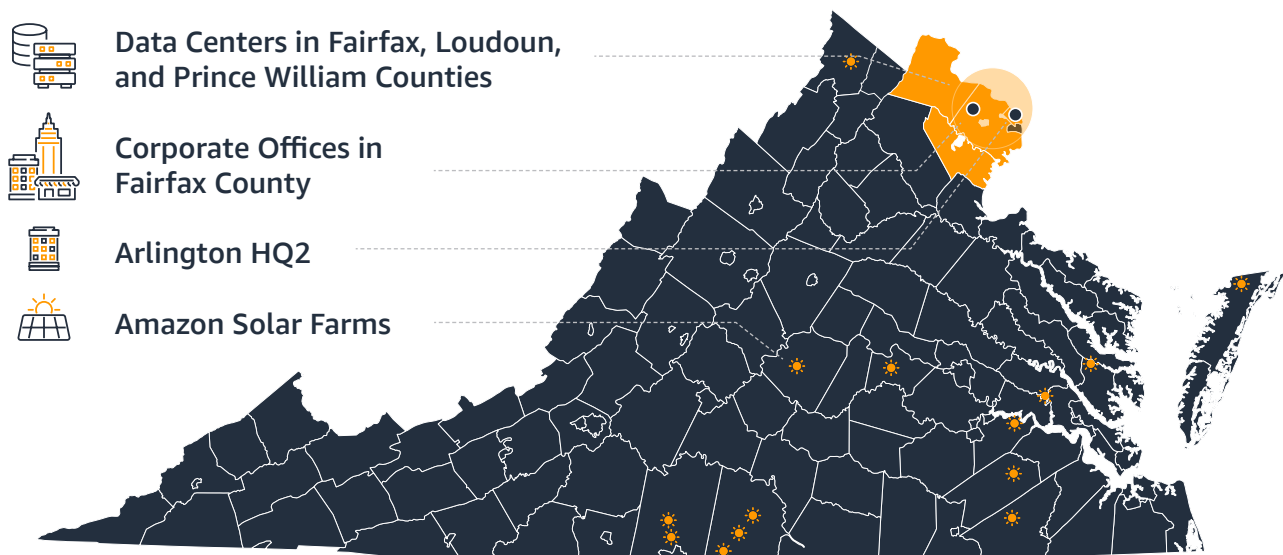 Data Centers in Fairfax, Loudoun,
and Prince William Counties
Corporate Offices in
Fairfax County
Arlington HQ2
Amazon Solar Farms